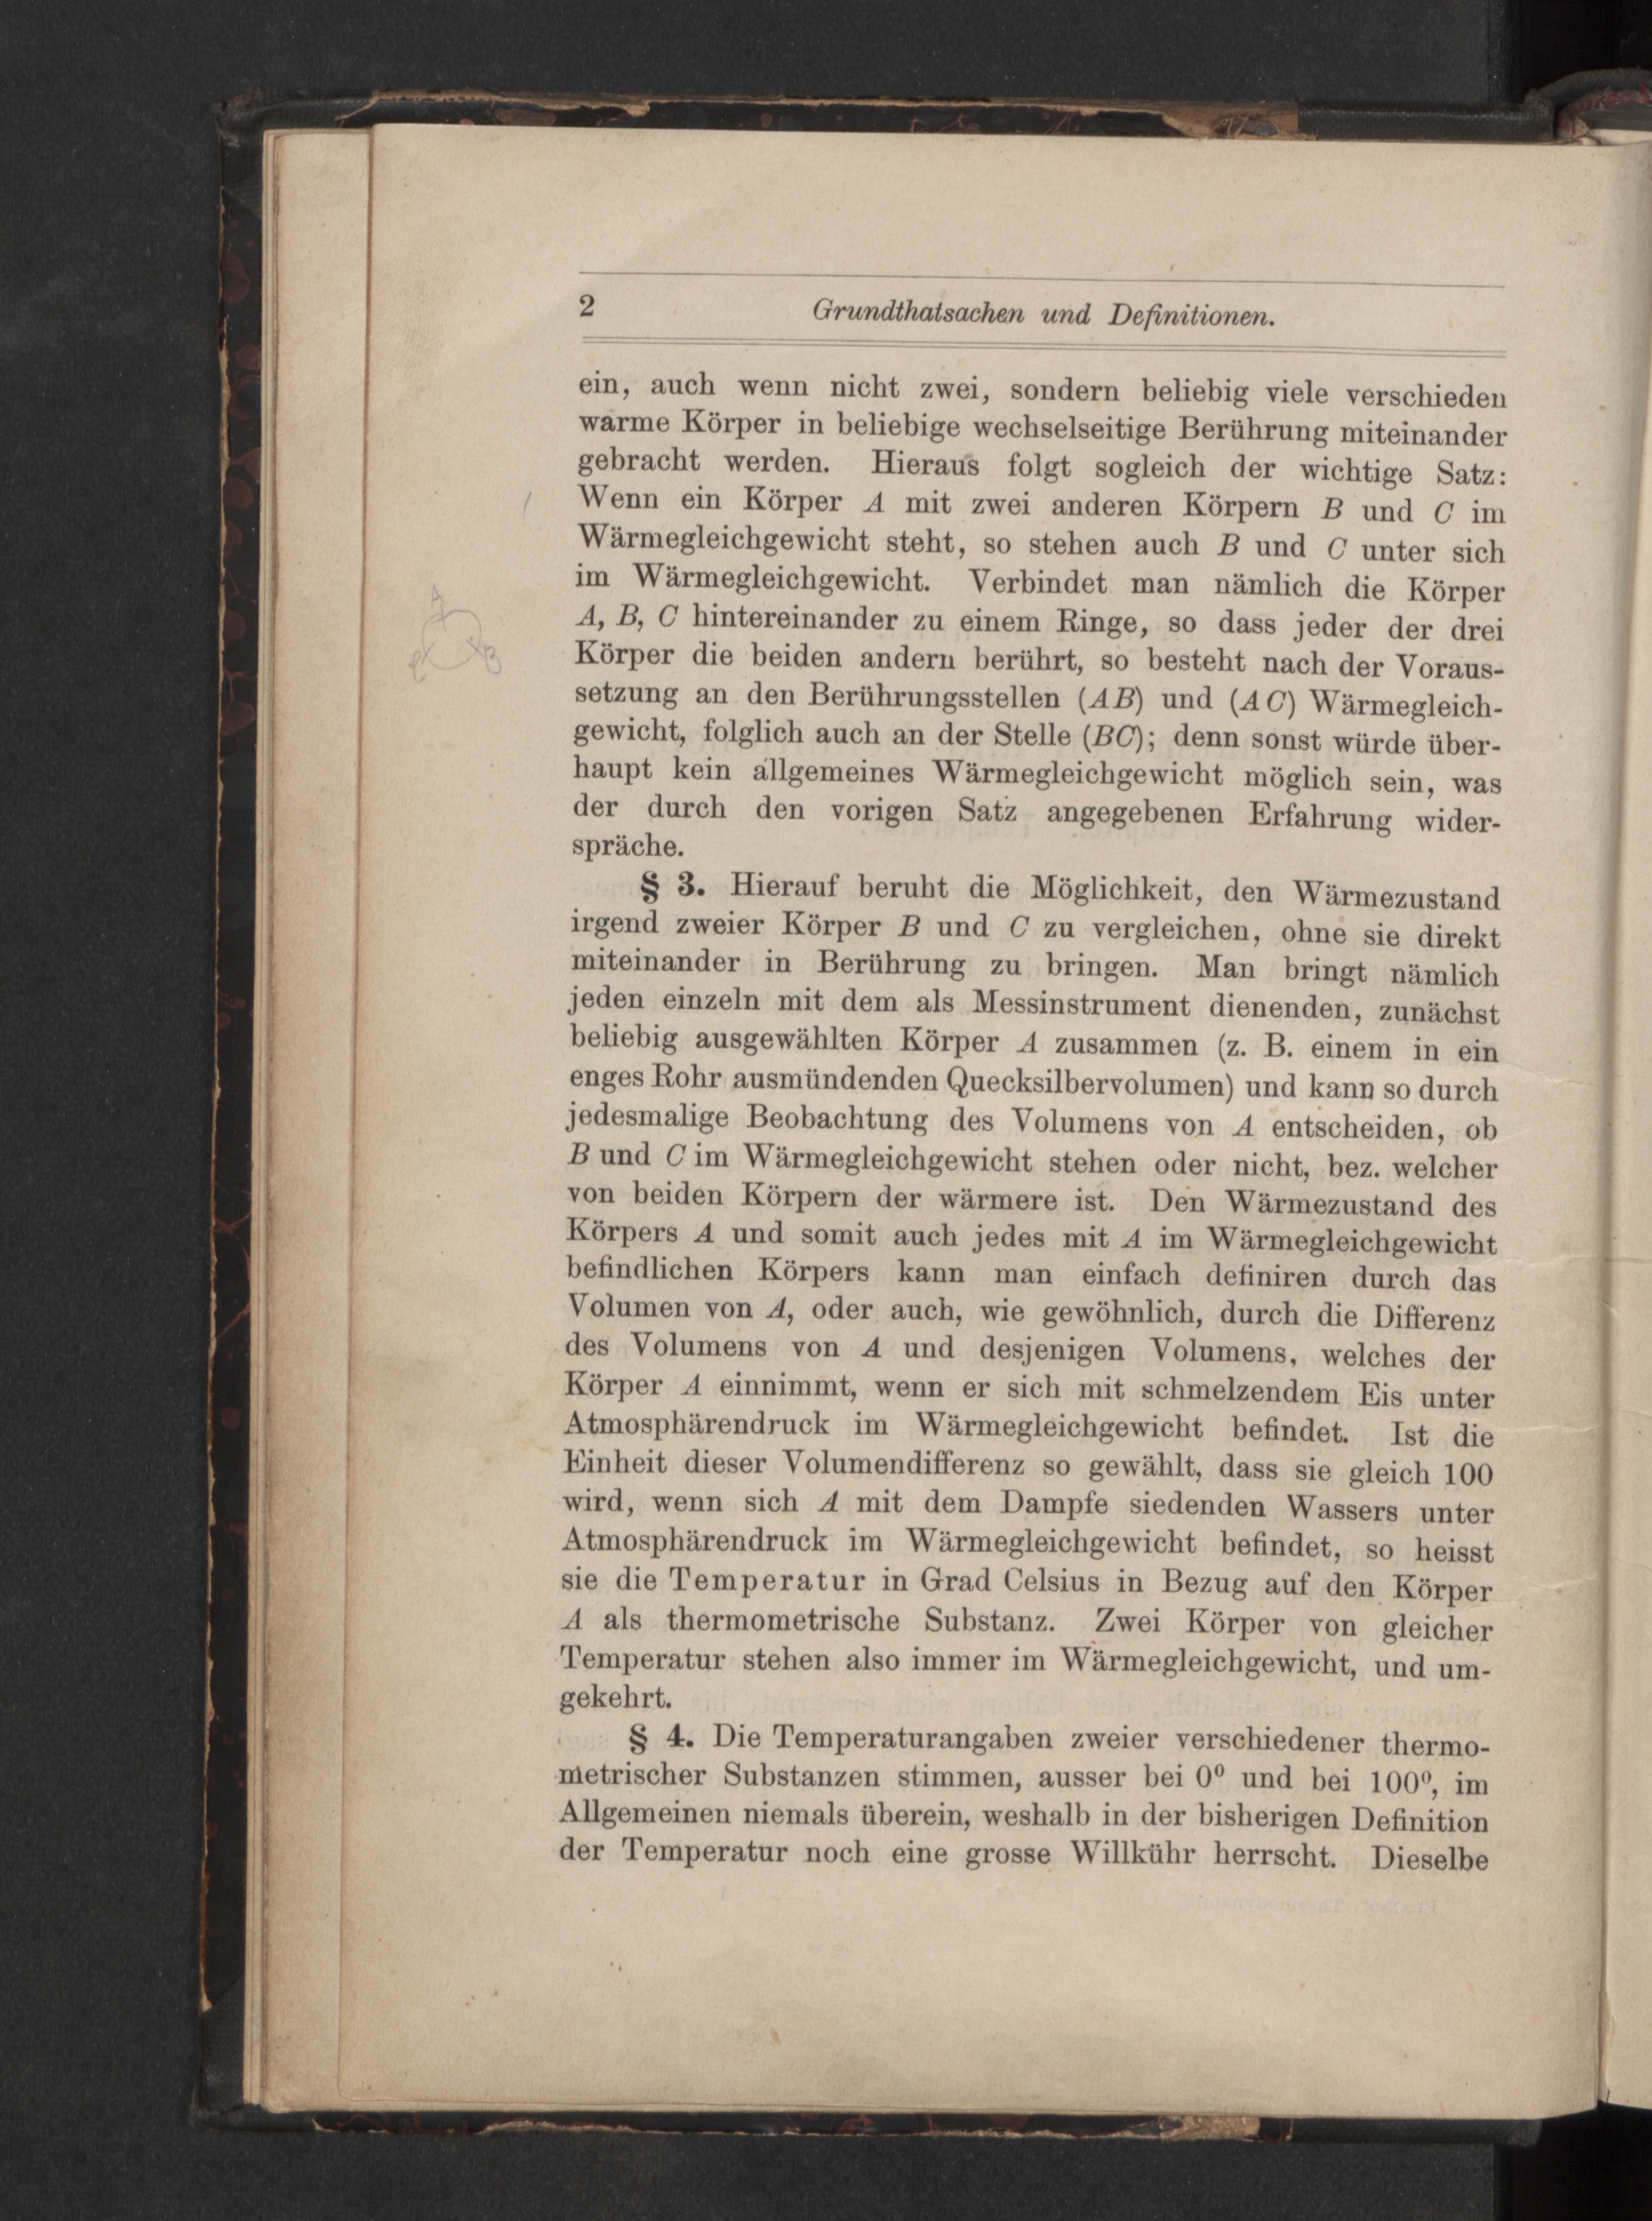 2 Grundthatsachen und Definitionen.
ein, auch wenn nicht zwei, sondern beliebig viele verschieden
warme Körper in beliebige wechselseitige Berührung miteinander
gebracht werden. Hieraus folgt sogleich der wichtige Satz:
Wenn ein Körper A mit zwei anderen Körpern B und C im
Wärmegleichgewicht steht, so stehen auch B und C unter sich
im Wärmegleichgewicht. Verbindet man nämlich die Körper
A, B, C hintereinander zu einem Ringe, so dass jeder der drei
Körper die beiden andern berührt, so besteht nach der Voraus-
setzung an den Berührungsstellen (AB) und (AC) Wärmegleich-
gewicht, folglich auch an der Stelle (BC); denn sonst würde über-
haupt kein allgemeines Wärmegleichgewicht möglich sein, was
der durch den vorigen Satz angegebenen Erfahrung wider-
spräche.
A
B
C
§ 3. Hierauf beruht die Möglichkeit, den Wärmezustand
irgend zweier Körper B und C zu vergleichen, ohne sie direkt
miteinander in Berührung zu bringen. Man bringt nämlich
jeden einzeln mit dem als Messinstrument dienenden, zunächst
beliebig ausgewählten Körper A zusammen (z. B. einem in ein
enges Rohr ausmündenden Quecksilbervolumen) und kann so durch
jedesmalige Beobachtung des Volumens von A entscheiden, ob
B und C im Wärmegleichgewicht stehen oder nicht, bez. welcher
von beiden Körpern der wärmere ist. Den Wärmezustand des
Körpers A und somit auch jedes mit A im Wärmegleichgewicht
befindlichen Körpers kann man einfach definiren durch das
Volumen von A, oder auch, wie gewöhnlich, durch die Differenz
des Volumens von A und desjenigen Volumens, welches der
Körper A einnimmt, wenn er sich mit schmelzendem Eis unter
Atmosphärendruck im Wärmegleichgewicht befindet. Ist die
Einheit dieser Volumendifferenz so gewählt, dass sie gleich 100
wird, wenn sich A mit dem Dampfe siedenden Wassers unter
Atmosphärendruck im Wärmegleichgewicht befindet, so heisst
sie die Temperatur in Grad Celsius in Bezug auf den Körper
A als thermometrische Substanz. Zwei Körper von gleicher
Temperatur stehen also immer im Wärmegleichgewicht, und um-
gekehrt.
§ 4. Die Temperaturangaben zweier verschiedener thermo-
metrischer Substanzen stimmen, ausser bei 0⁰ und bei 100⁰, im
Allgemeinen niemals überein, weshalb in der bisherigen Definition
der Temperatur noch eine grosse Willkühr herrscht. Dieselbe